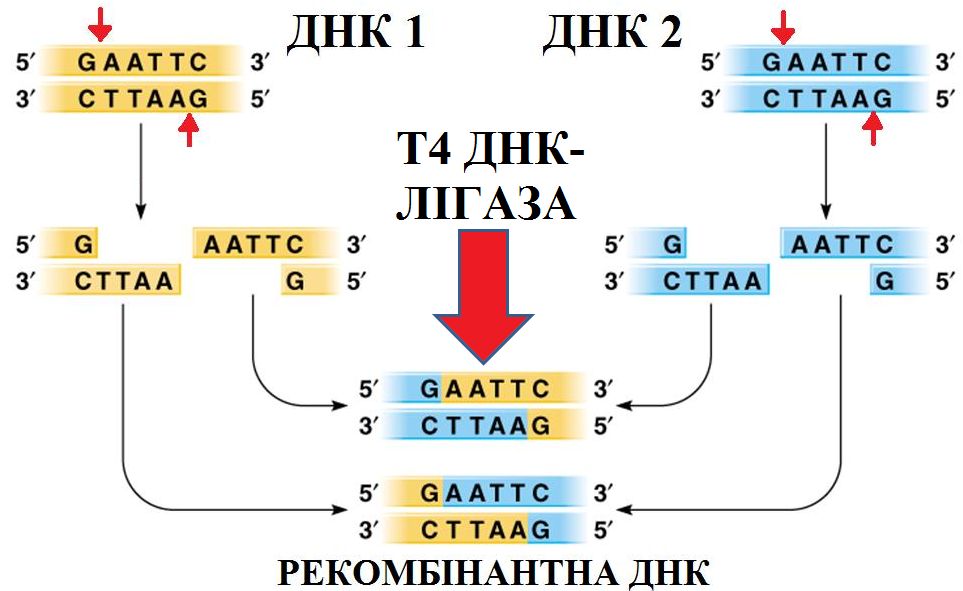 ДНК 1
ДНК 2
5′ GAATTC 3′
3′ CTTAAG 5′
5′ GAATTC 3′
3′ CTTAAG 5′
Т4 ДНК-
ЛІГАЗА
5′ G AATTC 3′
3′ CTTAA G 5′
5′ G AATTC 3′
3′ CTTAA G 5′
5′ GAATTC 3′
3′ CTTAAG 5′
5′ GAATTC 3′
3′ CTTAAG 5′
РЕКОМБІНАНТНА ДНК